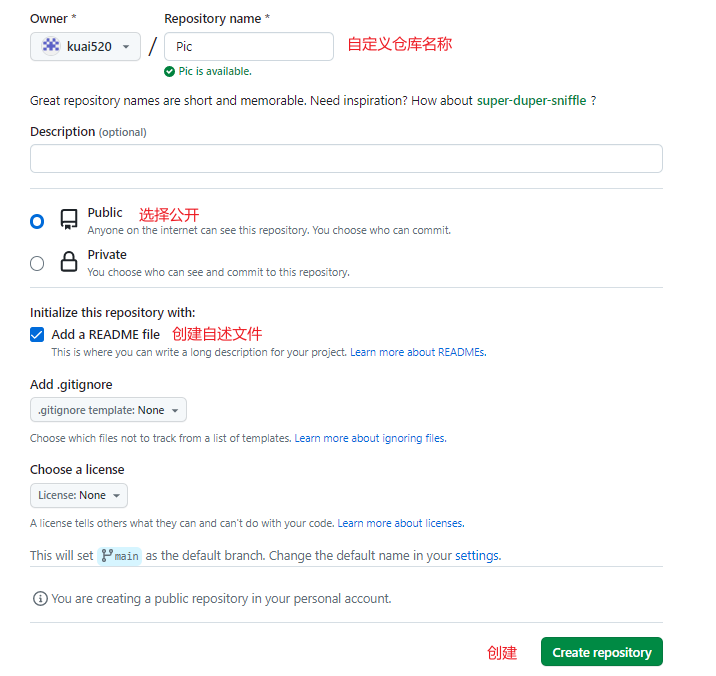 Owner * Repository name *
kuai520 / Pic 自定义仓库名称
Pic is available.
Great repository names are short and memorable. Need inspiration? How about super-duper-sniffle ?
Description (optional)
Public 选择公开
Anyone on the internet can see this repository. You choose who can commit.
Private
You choose who can see and commit to this repository.
Initialize this repository with:
Add a README file 创建自述文件
This is where you can write a long description for your project. Learn more about READMEs.
Add .gitignore
.gitignore template: None
Choose which files not to track from a list of templates. Learn more about ignoring files.
Choose a license
License: None
A license tells others what they can and can't do with your code. Learn more about licenses.
This will set main as the default branch. Change the default name in your settings.
You are creating a public repository in your personal account.
创建 Create repository